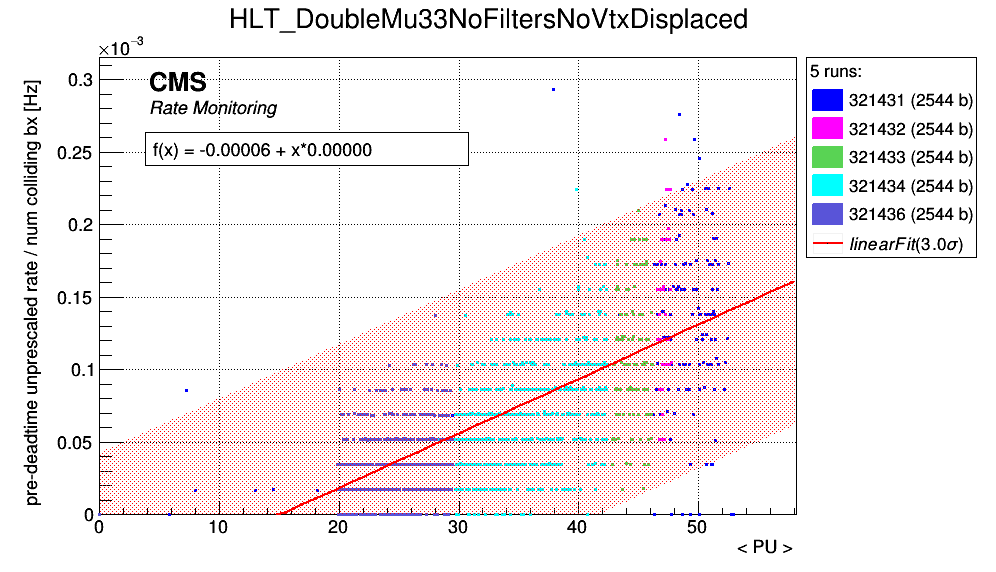 HLT_DoubleMu33NoFiltersNoVtxDisplaced
×10⁻³
pre-deadtime unprescaled rate / num colliding bx [Hz]
0.3
0.25
0.2
0.15
0.1
0.05
0
CMS
Rate Monitoring
f(x) = -0.00006 + x*0.00000
5 runs:
321431 (2544 b)
321432 (2544 b)
321433 (2544 b)
321434 (2544 b)
321436 (2544 b)
linearFit(3.0σ)
0 10 20 30 40 50
< PU >